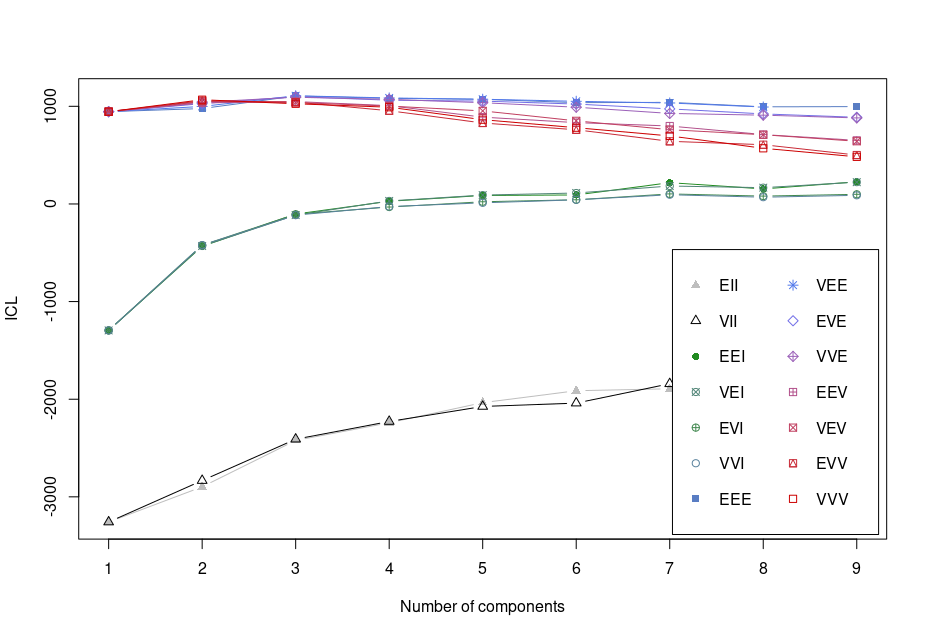 1000
0
-1000
-2000
-3000
ICL
1 2 3 4 5 6 7 8 9
Number of components
EII VEE
VII EVE
EEI VVE
VEI EEV
EVI VEV
VVI EVV
EEE VVV